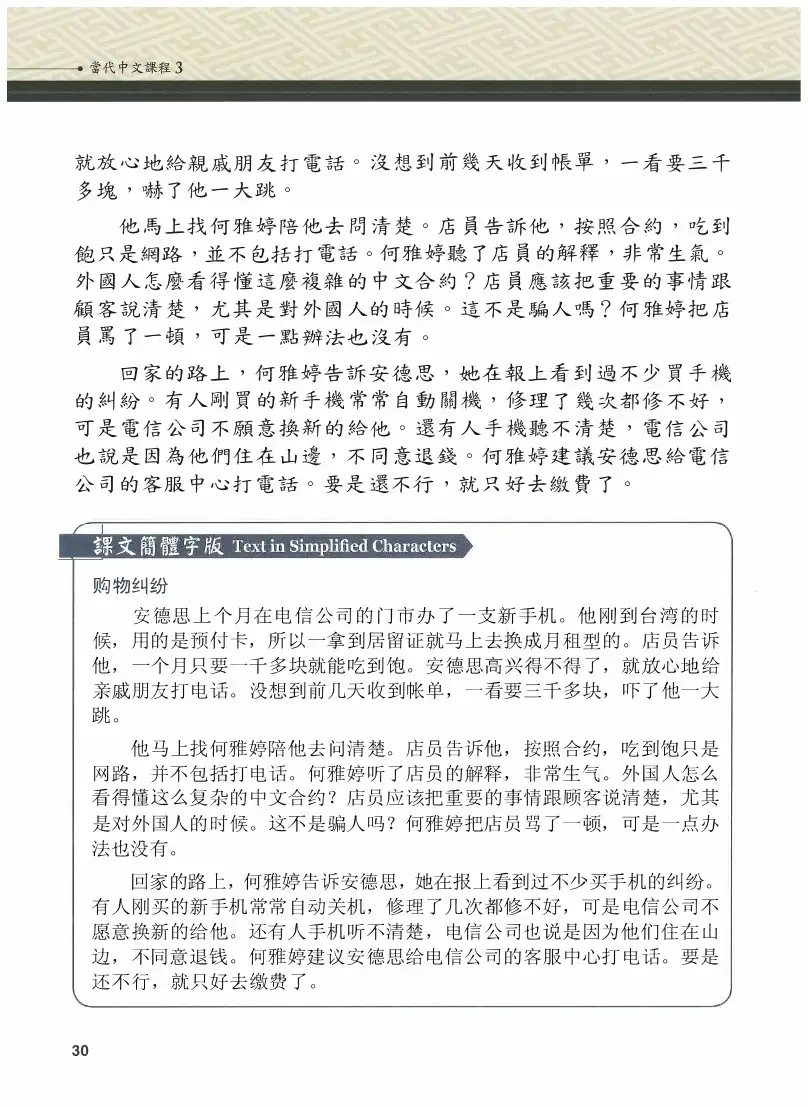 當代中文課程 3
就放心地給親戚朋友打電話。沒想到前幾天收到帳單，一看要三千
多塊，嚇了他一大跳。
他馬上找何雅婷陪他去問清楚。店員告訴他，按照合約，吃到
飽只是網路，並不包括打電話。何雅婷聽了店員的解釋，非常生氣。
外國人怎麼看得懂這麼複雜的中文合約？店員應該把重要的事情跟
顧客說清楚，尤其是對外國人的時候。這不是騙人嗎？何雅婷把店
員罵了一頓，可是一點辦法也沒有。
回家的路上，何雅婷告訴安德思，她在報上看到過不少買手機
的糾紛。有人剛買的新手機常常自動關機，修理了幾次都修不好，
可是電信公司不願意換新的給他。還有人手機聽不清楚，電信公司
也說是因為他們住在山邊，不同意退錢。何雅婷建議安德思給電信
公司的客服中心打電話。要是還不行，就只好去繳費了。
課文簡體字版 Text in Simplified Characters
购物纠纷
安德思上个月在电信公司的门市办了一支新手机。他刚到台湾的时
候，用的是预付卡，所以一拿到居留证就马上去换成月租型的。店员告诉
他，一个月只要一千多块就能吃到饱。安德思高兴得不得了，就放心地给
亲戚朋友打电话。没想到前几天收到帐单，一看要三千多块，吓了他一大
跳。
他马上找何雅婷陪他去问清楚。店员告诉他，按照合约，吃到饱只是
网路，并不包括打电话。何雅婷听了店员的解释，非常生气。外国人怎么
看得懂这么复杂的中文合约？店员应该把重要的事情跟顾客说清楚，尤其
是对外国人的时候。这不是骗人吗？何雅婷把店员骂了一顿，可是一点办
法也没有。
回家的路上，何雅婷告诉安德思，她在报上看到过不少买手机的纠纷。
有人刚买的新手机常常自动关机，修理了几次都修不好，可是电信公司不
愿意换新的给他。还有人手机听不清楚，电信公司也说是因为他们住在山
边，不同意退钱。何雅婷建议安德思给电信公司的客服中心打电话。要是
还不行，就只好去缴费了。
30